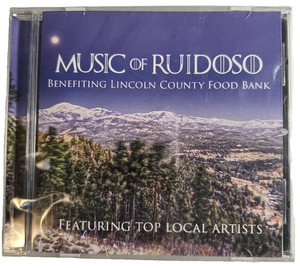 MUSIC OF RUIDOSO
BENEFITING LINCOLN COUNTY FOOD BANK
FEATURING TOP LOCAL ARTISTS